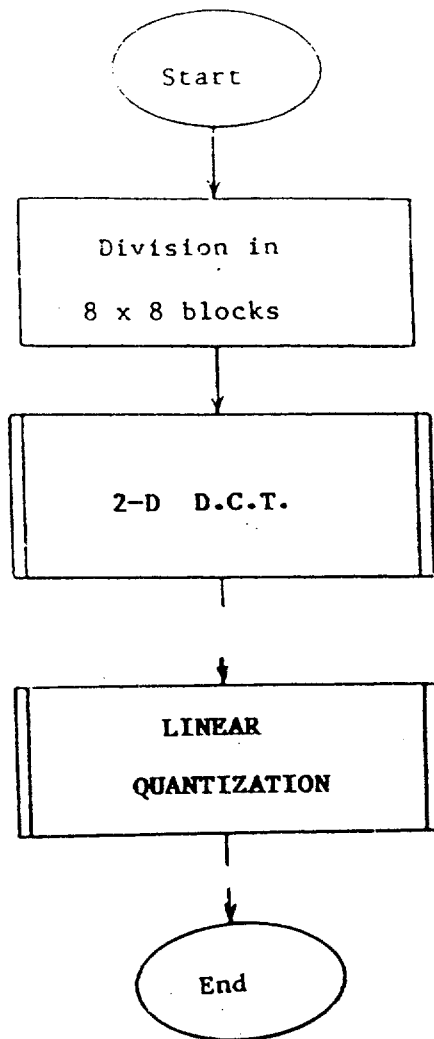 Start
Division in
8 x 8 blocks
2-D D.C.T.
LINEAR
QUANTIZATION
End